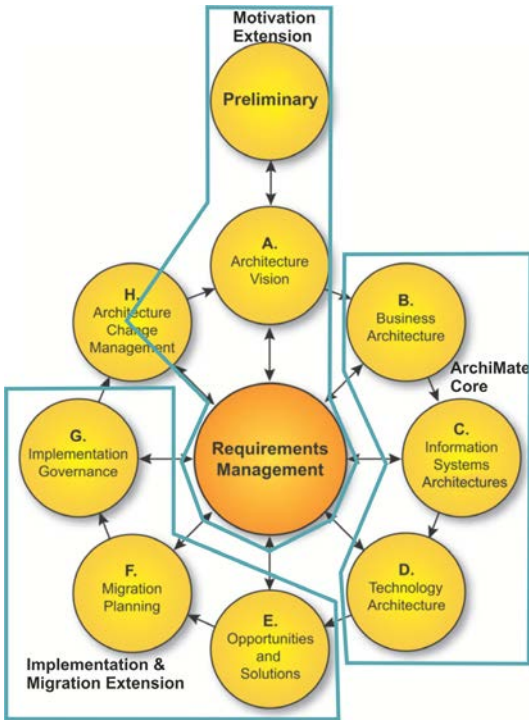 Motivation
Extension
Preliminary
A.
Architecture
Vision
H.
Architecture
Change
Management
B.
Business
Architecture
ArchiMate
Core
G.
Implementation
Governance
Requirements
Management
C.
Information
Systems
Architectures
F.
Migration
Planning
D.
Technology
Architecture
E.
Opportunities
and
Solutions
Implementation &
Migration Extension